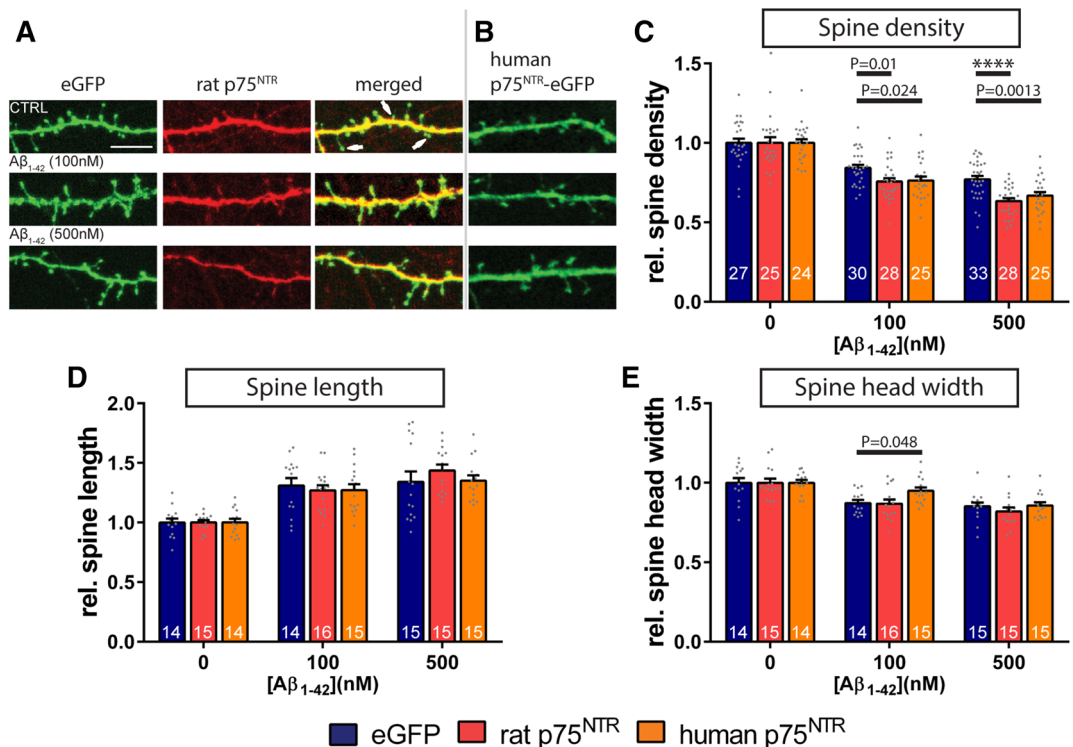 A
eGFP
rat p75NTR
merged
CTRL
Aβ1-42 (100nM)
Aβ1-42 (500nM)
B
human
p75NTR-eGFP
C
Spine density
rel. spine density
1.5
1.0
0.5
0.0
P=0.01
P=0.024
****
P=0.0013
27
25
24
30
28
25
33
28
25
0
100
500
[Aβ1-42](nM)
D
Spine length
rel. spine length
2.0
1.5
1.0
0.5
0.0
14
15
14
14
16
15
15
15
15
0
100
500
[Aβ1-42](nM)
E
Spine head width
rel. spine head width
1.5
1.0
0.5
0.0
P=0.048
14
15
14
14
16
15
15
15
15
0
100
500
[Aβ1-42](nM)
eGFP
rat p75NTR
human p75NTR